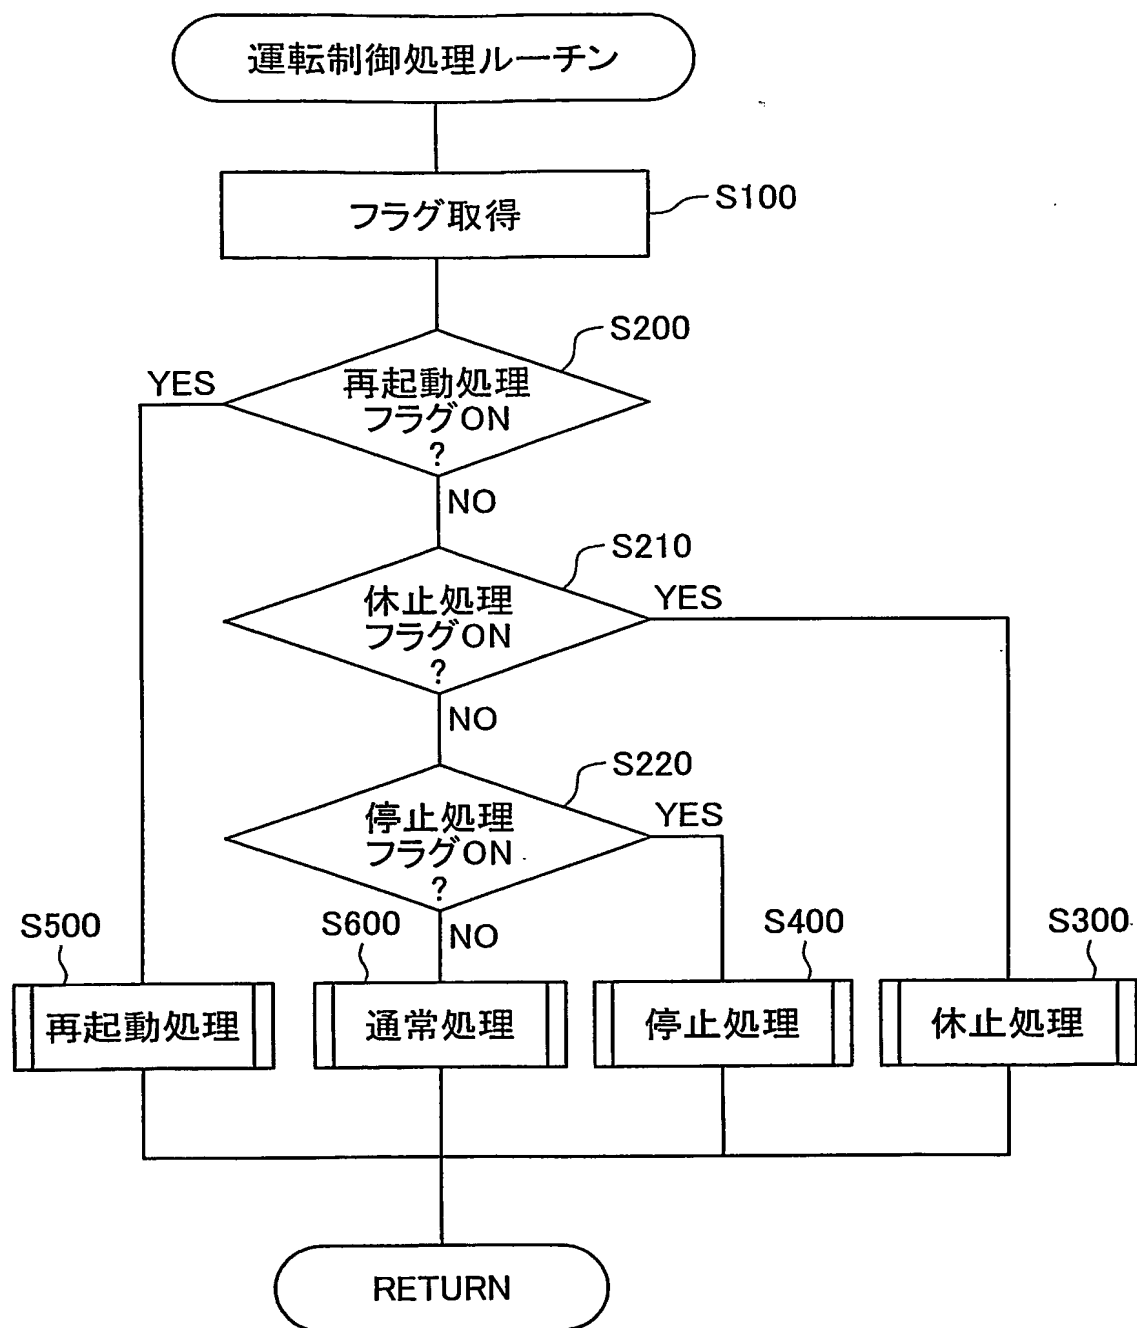 運転制御処理ルーチン
フラグ取得
S100
S200
YES
再起動処理
フラグON
?
NO
S210
YES
休止処理
フラグON
?
NO
S220
YES
停止処理
フラグON
?
NO
S500
S600
S400
S300
再起動処理
通常処理
停止処理
休止処理
RETURN